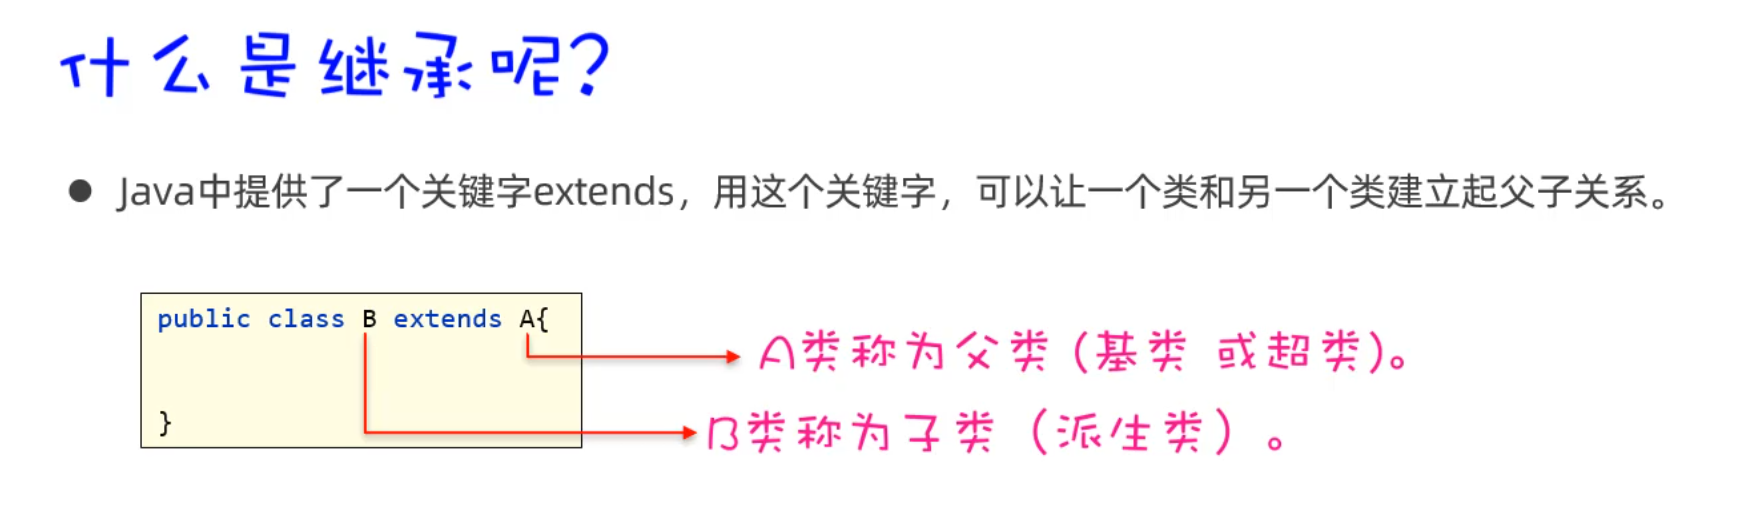 什么是继承呢?
● Java中提供了一个关键字extends，用这个关键字，可以让一个类和另一个类建立起父子关系。
public class B extends A{
A类称为父类(基类 或超类)。
}
B类称为子类（派生类）。